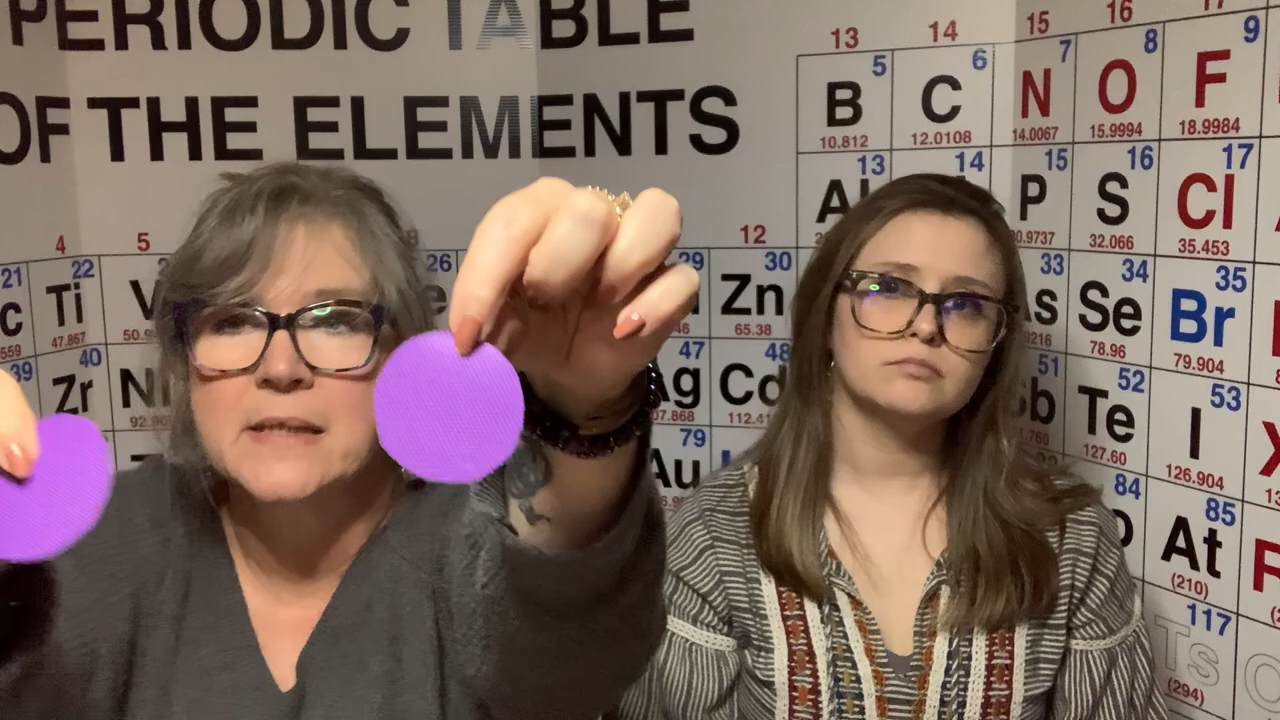 PERIODIC TABLE
OF THE ELEMENTS
13 14 15 16
5 6 7 8 9
B C N O F
10.812 12.0108 14.0067 15.9994 18.9984
13 14 15 16 17
P S Cl
32.066 35.453
4 5 12
21 22 26 29 30 33 34 35
Ti V Zn As Se Br
47.867 65.38 78.96 79.904
39 40 47 48 51 52 53
Zr Ag Cd Sb Te I
127.60 126.904
79 84 85
Au At
(210)
117
Ts
(294)